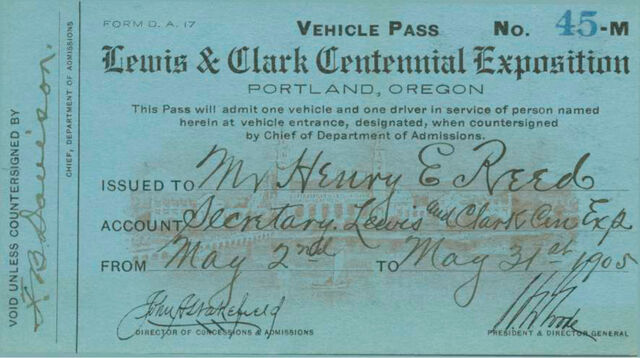 FORM D. A. 17
VEHICLE PASS No. 45-M
Lewis & Clark Centennial Exposition
PORTLAND, OREGON
This Pass will admit one vehicle and one driver in service of person named
herein at vehicle entrance, designated, when countersigned
by Chief of Department of Admissions.
ISSUED TO Mr Henry E Reed
ACCOUNT Secretary. Lewis and Clark Cen Exp
FROM May 2nd TO May 31st 1905
John A Wakefield
DIRECTOR OF CONCESSIONS & ADMISSIONS
PRESIDENT & DIRECTOR GENERAL
VOID UNLESS COUNTERSIGNED BY
Davison.
CHIEF, DEPARTMENT OF ADMISSIONS